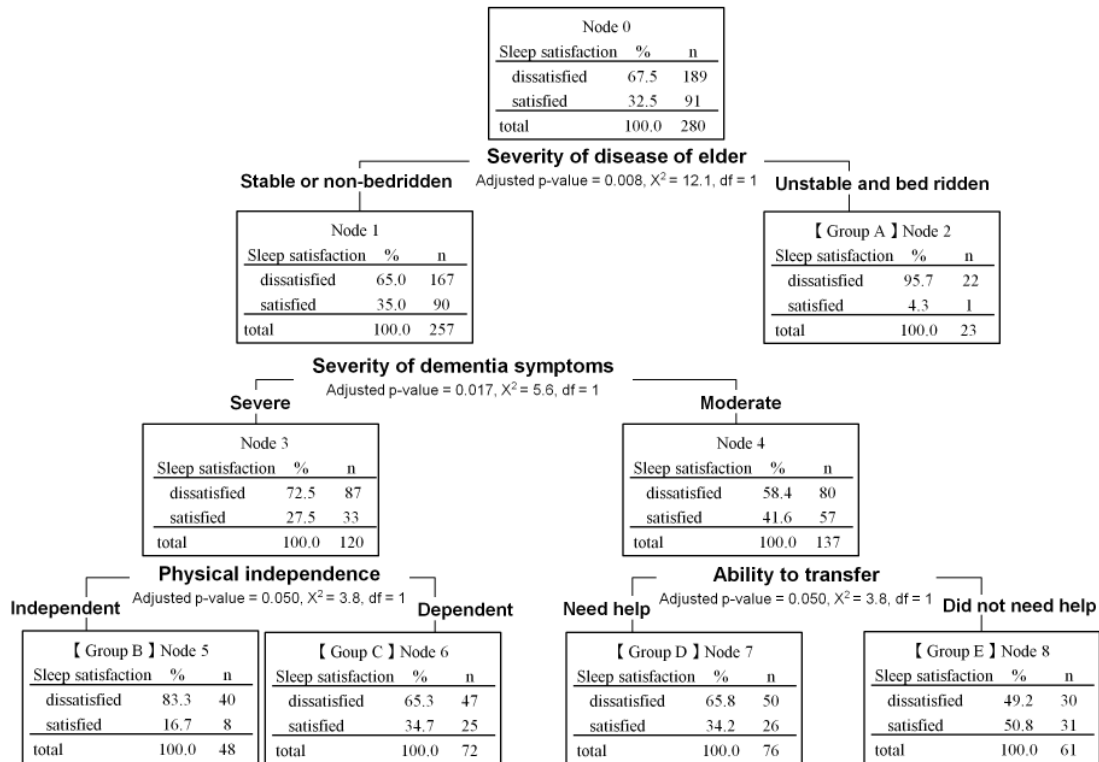 Node 0
Sleep satisfaction % n
dissatisfied 67.5 189
satisfied 32.5 91
total 100.0 280
Severity of disease of elder
Adjusted p-value = 0.008, X² = 12.1, df = 1
Stable or non-bedridden
Unstable and bed ridden
Node 1
Sleep satisfaction % n
dissatisfied 65.0 167
satisfied 35.0 90
total 100.0 257
【 Group A 】 Node 2
Sleep satisfaction % n
dissatisfied 95.7 22
satisfied 4.3 1
total 100.0 23
Severity of dementia symptoms
Adjusted p-value = 0.017, X² = 5.6, df = 1
Severe
Moderate
Node 3
Sleep satisfaction % n
dissatisfied 72.5 87
satisfied 27.5 33
total 100.0 120
Node 4
Sleep satisfaction % n
dissatisfied 58.4 80
satisfied 41.6 57
total 100.0 137
Physical independence
Adjusted p-value = 0.050, X² = 3.8, df = 1
Independent
Dependent
Ability to transfer
Adjusted p-value = 0.050, X² = 3.8, df = 1
Need help
Did not need help
【 Group B 】 Node 5
Sleep satisfaction % n
dissatisfied 83.3 40
satisfied 16.7 8
total 100.0 48
【 Goup C 】 Node 6
Sleep satisfaction % n
dissatisfied 65.3 47
satisfied 34.7 25
total 100.0 72
【 Group D 】 Node 7
Sleep satisfaction % n
dissatisfied 65.8 50
satisfied 34.2 26
total 100.0 76
【 Group E 】 Node 8
Sleep satisfaction % n
dissatisfied 49.2 30
satisfied 50.8 31
total 100.0 61